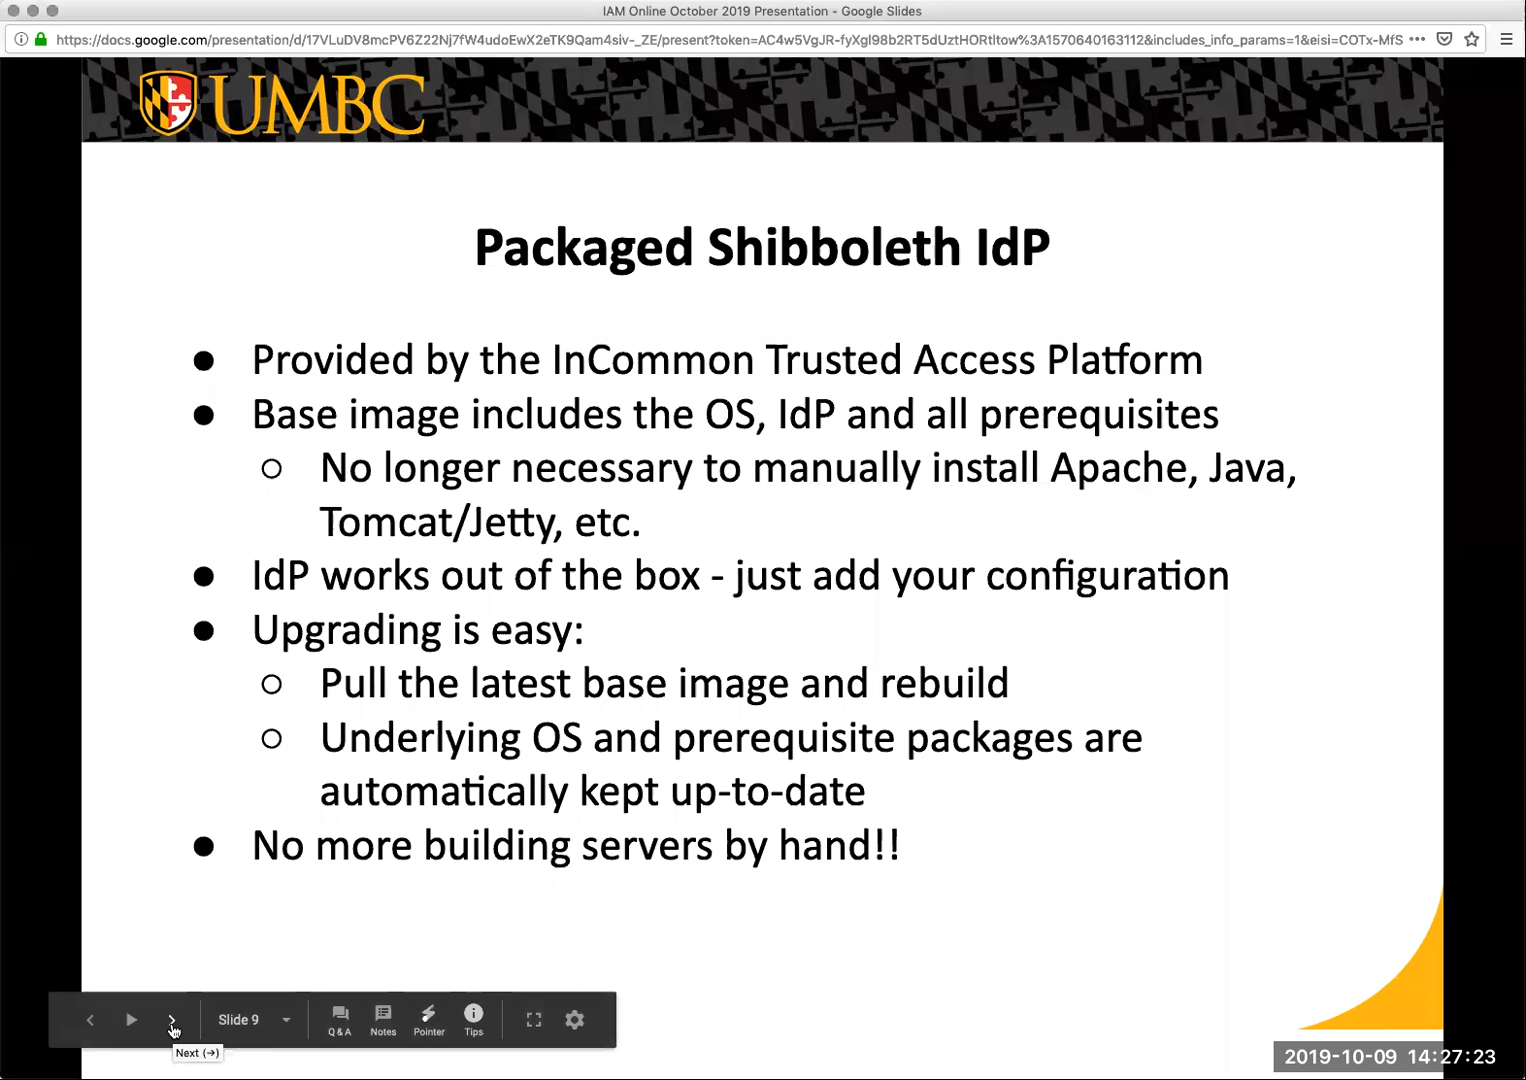 IAM Online October 2019 Presentation - Google Slides
https://docs.google.com/presentation/d/17VLuDV8mcPV6Z22Nj7fW4udoEwX2eTK9Qam4siv-_ZE/present?token=AC4w5VgJR-fyXgl98b2RT5dUztHORtltow%3A1570640163112&includes_info_params=1&eisi=COTx-MfS
UMBC
Packaged Shibboleth IdP
● Provided by the InCommon Trusted Access Platform
● Base image includes the OS, IdP and all prerequisites
○ No longer necessary to manually install Apache, Java,
Tomcat/Jetty, etc.
● IdP works out of the box - just add your configuration
● Upgrading is easy:
○ Pull the latest base image and rebuild
○ Underlying OS and prerequisite packages are
automatically kept up-to-date
● No more building servers by hand!!
Slide 9
Q&A Notes Pointer Tips
Next (→)
2019-10-09 14:27:23